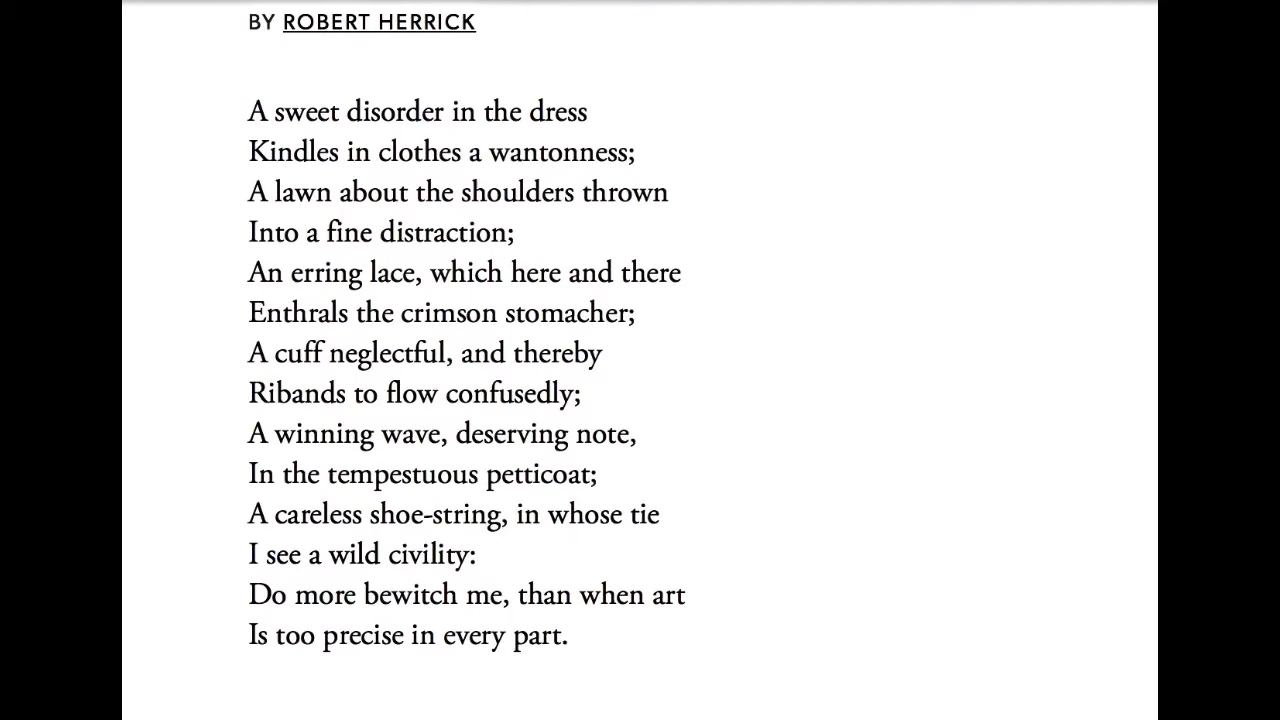 BY ROBERT HERRICK
A sweet disorder in the dress
Kindles in clothes a wantonness;
A lawn about the shoulders thrown
Into a fine distraction;
An erring lace, which here and there
Enthrals the crimson stomacher;
A cuff neglectful, and thereby
Ribands to flow confusedly;
A winning wave, deserving note,
In the tempestuous petticoat;
A careless shoe-string, in whose tie
I see a wild civility:
Do more bewitch me, than when art
Is too precise in every part.